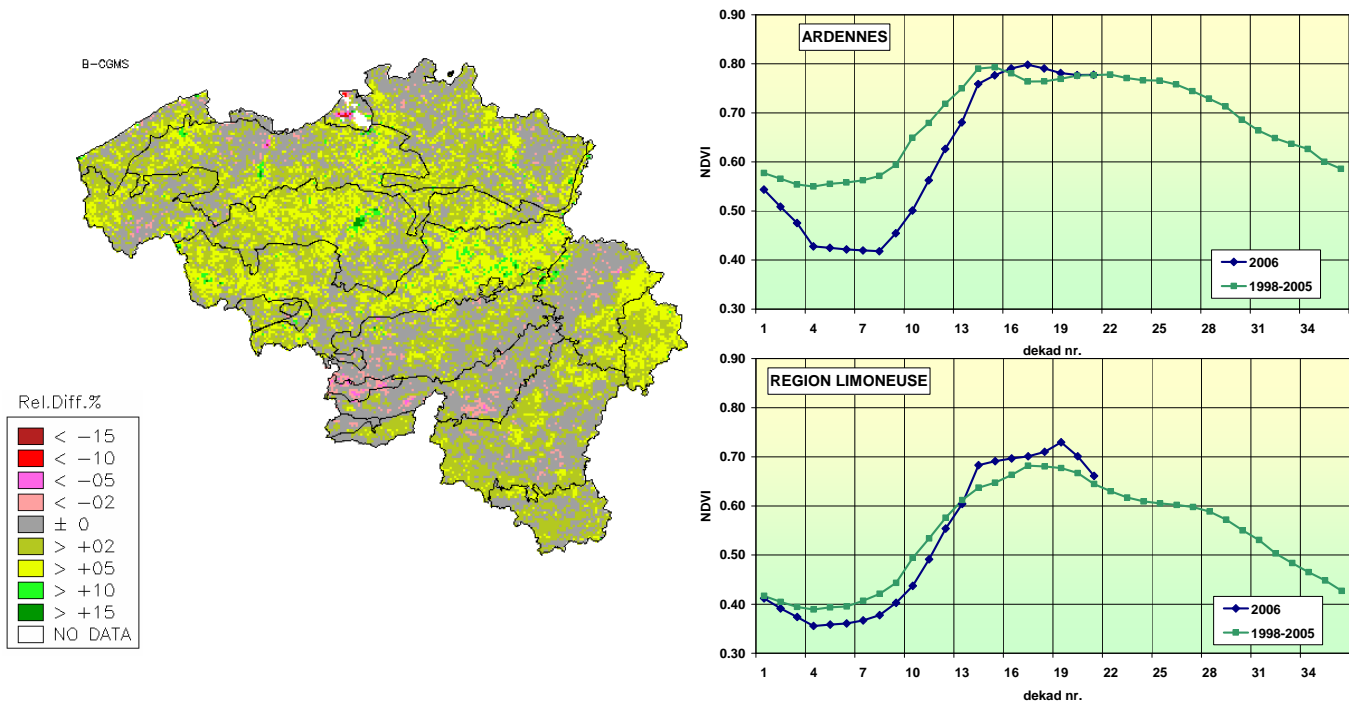 B-CGMS
Rel.Diff.%
< -15
< -10
< -05
< -02
± 0
> +02
> +05
> +10
> +15
NO DATA
ARDENNES
0.90
0.80
0.70
0.60
0.50
0.40
0.30
NDVI
1 4 7 10 13 16 19 22 25 28 31 34
dekad nr.
2006
1998-2005
REGION LIMONEUSE
0.90
0.80
0.70
0.60
0.50
0.40
0.30
NDVI
1 4 7 10 13 16 19 22 25 28 31 34
dekad nr.
2006
1998-2005